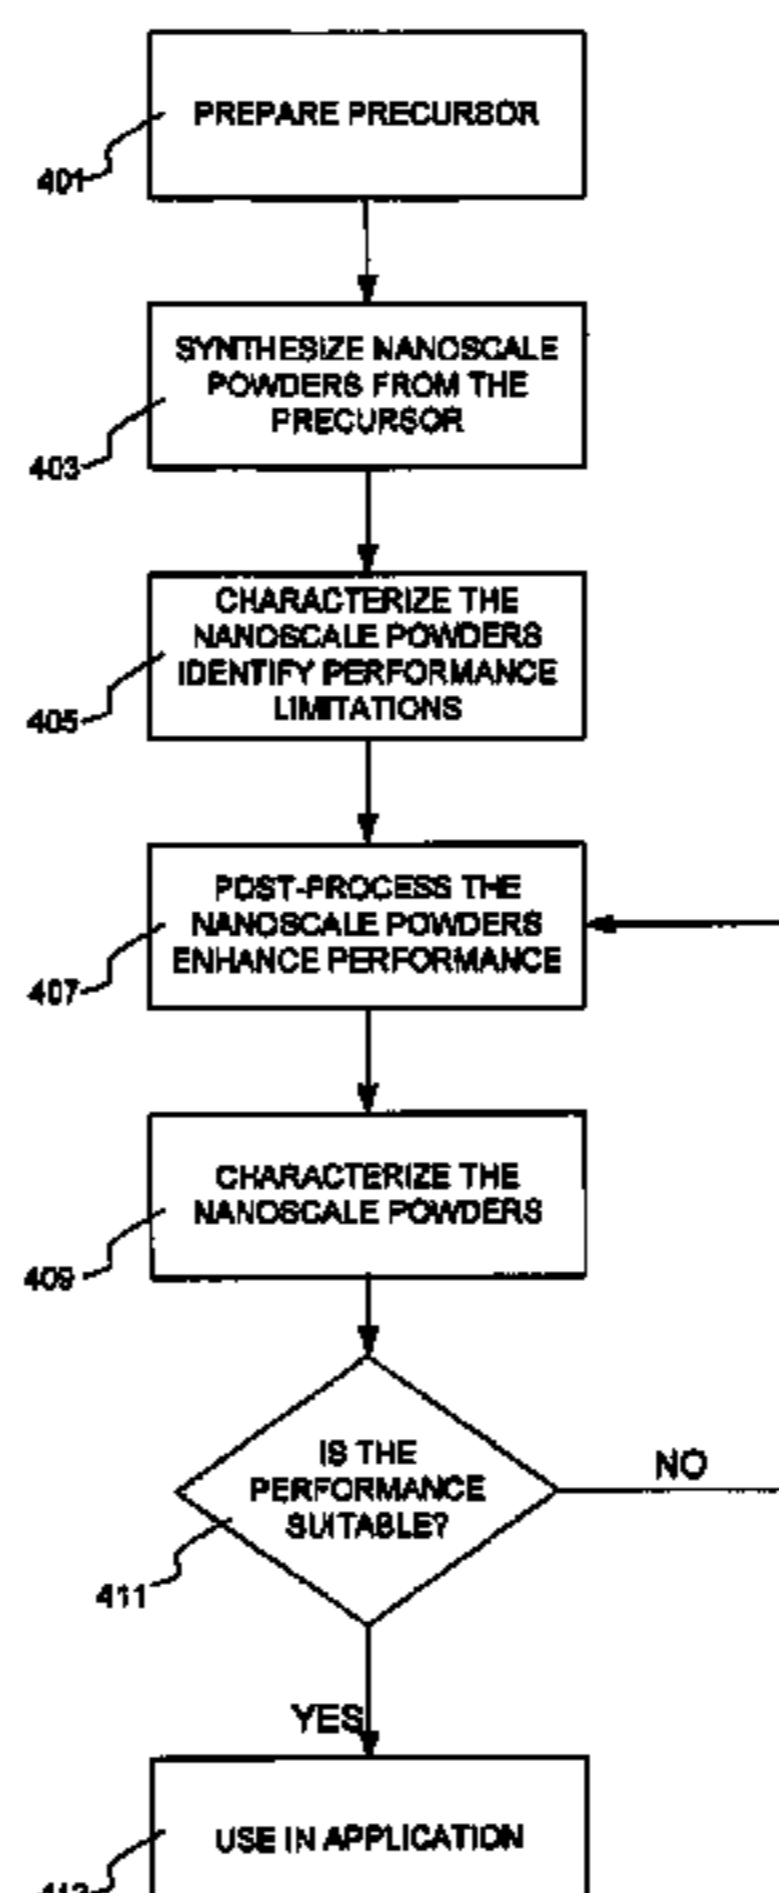 PREPARE PRECURSOR
401
SYNTHESIZE NANOSCALE
POWDERS FROM THE
PRECURSOR
403
CHARACTERIZE THE
NANOSCALE POWDERS
IDENTIFY PERFORMANCE
LIMITATIONS
405
POST-PROCESS THE
NANOSCALE POWDERS
ENHANCE PERFORMANCE
407
CHARACTERIZE THE
NANOSCALE POWDERS
409
IS THE
PERFORMANCE
SUITABLE?
NO
411
YES
USE IN APPLICATION